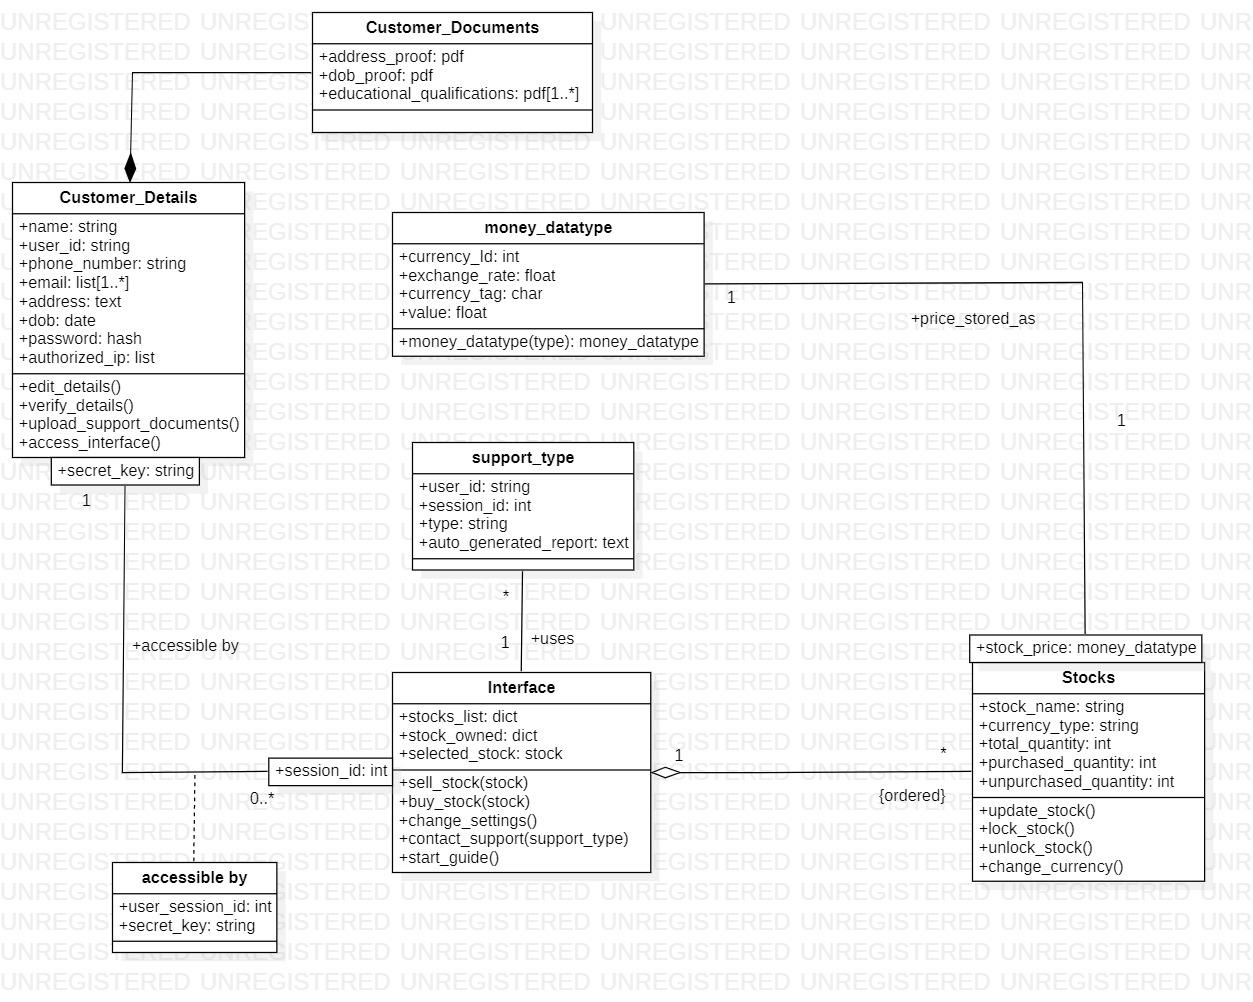 Customer_Documents
+address_proof: pdf
+dob_proof: pdf
+educational_qualifications: pdf[1..*]
Customer_Details
+name: string
+user_id: string
+phone_number: string
+email: list[1..*]
+address: text
+dob: date
+password: hash
+authorized_ip: list
+edit_details()
+verify_details()
+upload_support_documents()
+access_interface()
+secret_key: string
1
money_datatype
+currency_Id: int
+exchange_rate: float
+currency_tag: char
+value: float
+money_datatype(type): money_datatype
1
+price_stored_as
1
support_type
+user_id: string
+session_id: int
+type: string
+auto_generated_report: text
*
1
+uses
+accessible by
+stock_price: money_datatype
Stocks
+stock_name: string
+currency_type: string
+total_quantity: int
+purchased_quantity: int
+unpurchased_quantity: int
+update_stock()
+lock_stock()
+unlock_stock()
+change_currency()
Interface
+stocks_list: dict
+stock_owned: dict
+selected_stock: stock
+sell_stock(stock)
+buy_stock(stock)
+change_settings()
+contact_support(support_type)
+start_guide()
1
*
{ordered}
+session_id: int
0..*
accessible by
+user_session_id: int
+secret_key: string
UNREGISTERED